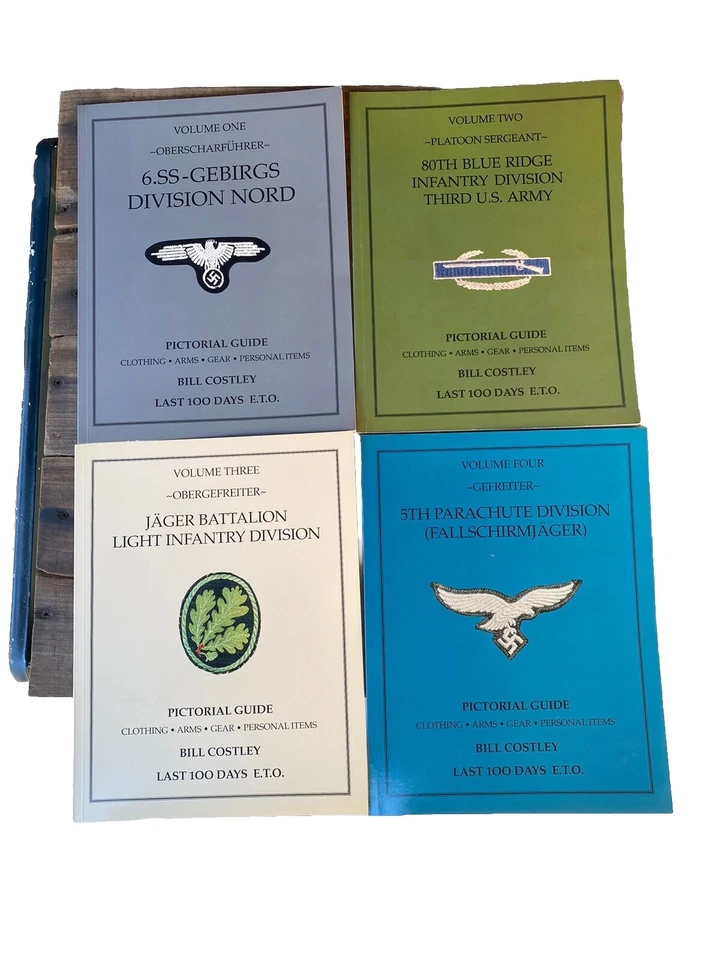 VOLUME ONE
~OBERSCHARFÜHRER~
6.SS-GEBIRGS
DIVISION NORD
PICTORIAL GUIDE
CLOTHING • ARMS • GEAR • PERSONAL ITEMS
BILL COSTLEY
LAST 100 DAYS E.T.O.
VOLUME TWO
~PLATOON SERGEANT~
80TH BLUE RIDGE
INFANTRY DIVISION
THIRD U.S. ARMY
PICTORIAL GUIDE
CLOTHING • ARMS • GEAR • PERSONAL ITEMS
BILL COSTLEY
LAST 100 DAYS E.T.O.
VOLUME THREE
~OBERGEFREITER~
JÄGER BATTALION
LIGHT INFANTRY DIVISION
PICTORIAL GUIDE
CLOTHING • ARMS • GEAR • PERSONAL ITEMS
BILL COSTLEY
LAST 100 DAYS E.T.O.
VOLUME FOUR
~GEFREITER~
5TH PARACHUTE DIVISION
(FALLSCHIRMJÄGER)
PICTORIAL GUIDE
CLOTHING • ARMS • GEAR • PERSONAL ITEMS
BILL COSTLEY
LAST 100 DAYS E.T.O.